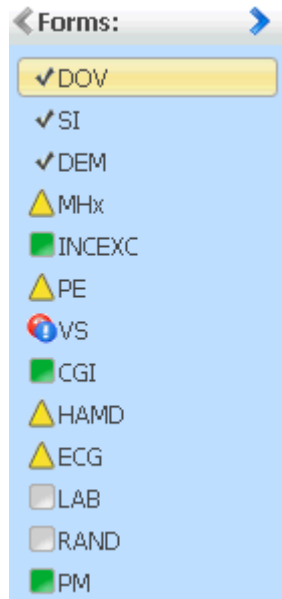 Forms:
DOV
SI
DEM
MHx
INCEXC
PE
VS
CGI
HAMD
ECG
LAB
RAND
PM